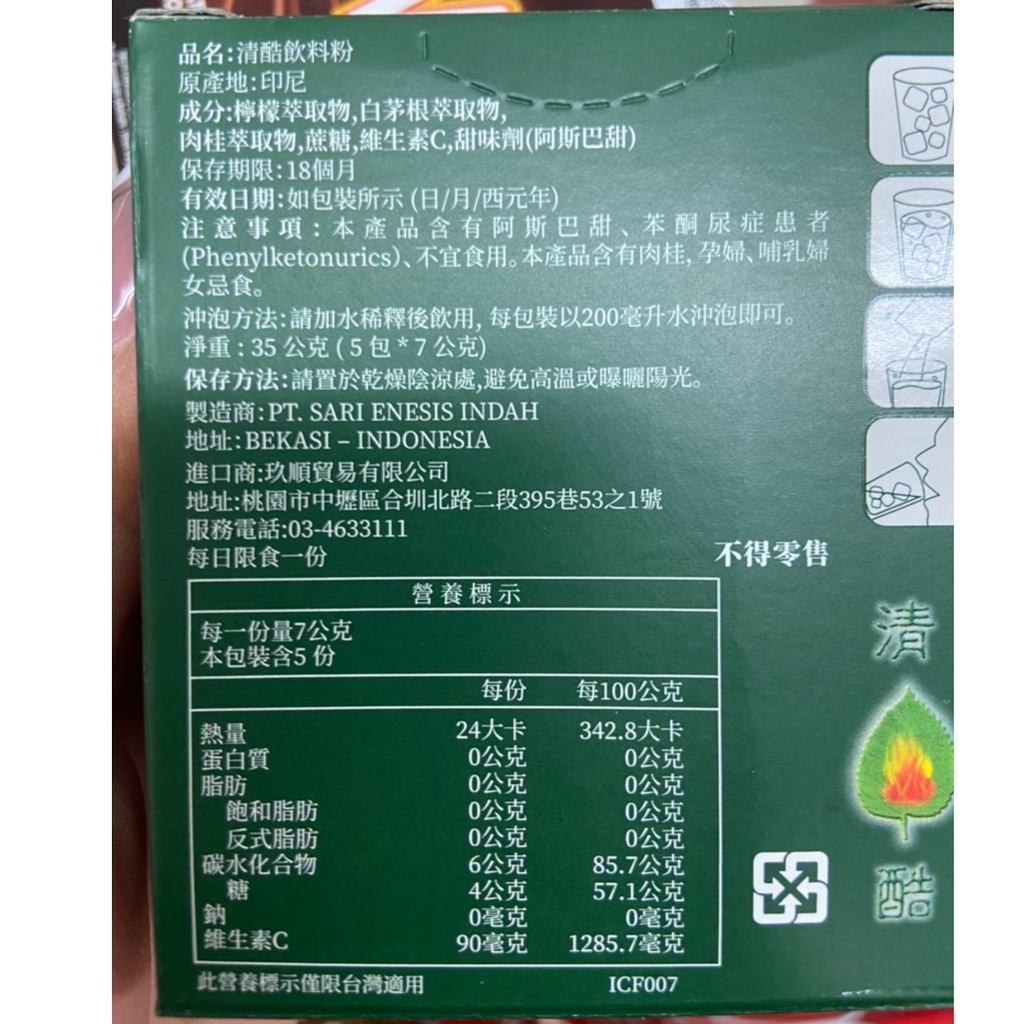 品名:清酷飲料粉
原產地:印尼
成分:檸檬萃取物,白茅根萃取物,
肉桂萃取物,蔗糖,維生素C,甜味劑(阿斯巴甜)
保存期限:18個月
有效日期:如包裝所示 (日/月/西元年)
注意事項:本產品含有阿斯巴甜、苯酮尿症患者
(Phenylketonurics)、不宜食用。本產品含有肉桂, 孕婦、哺乳婦
女忌食。
沖泡方法:請加水稀釋後飲用, 每包裝以200毫升水沖泡即可。
淨重:35 公克 ( 5 包 * 7 公克)
保存方法:請置於乾燥陰涼處,避免高溫或曝曬陽光。
製造商:PT. SARI ENESIS INDAH
地址:BEKASI – INDONESIA
進口商:玖順貿易有限公司
地址:桃園市中壢區合圳北路二段395巷53之1號
服務電話:03-4633111
每日限食一份 不得零售
營養標示
每一份量7公克
本包裝含5 份
每份 每100公克
熱量 24大卡 342.8大卡
蛋白質 0公克 0公克
脂肪 0公克 0公克
飽和脂肪 0公克 0公克
反式脂肪 0公克 0公克
碳水化合物 6公克 85.7公克
糖 4公克 57.1公克
鈉 0毫克 0毫克
維生素C 90毫克 1285.7毫克
此營養標示僅限台灣適用 ICF007
清
酷